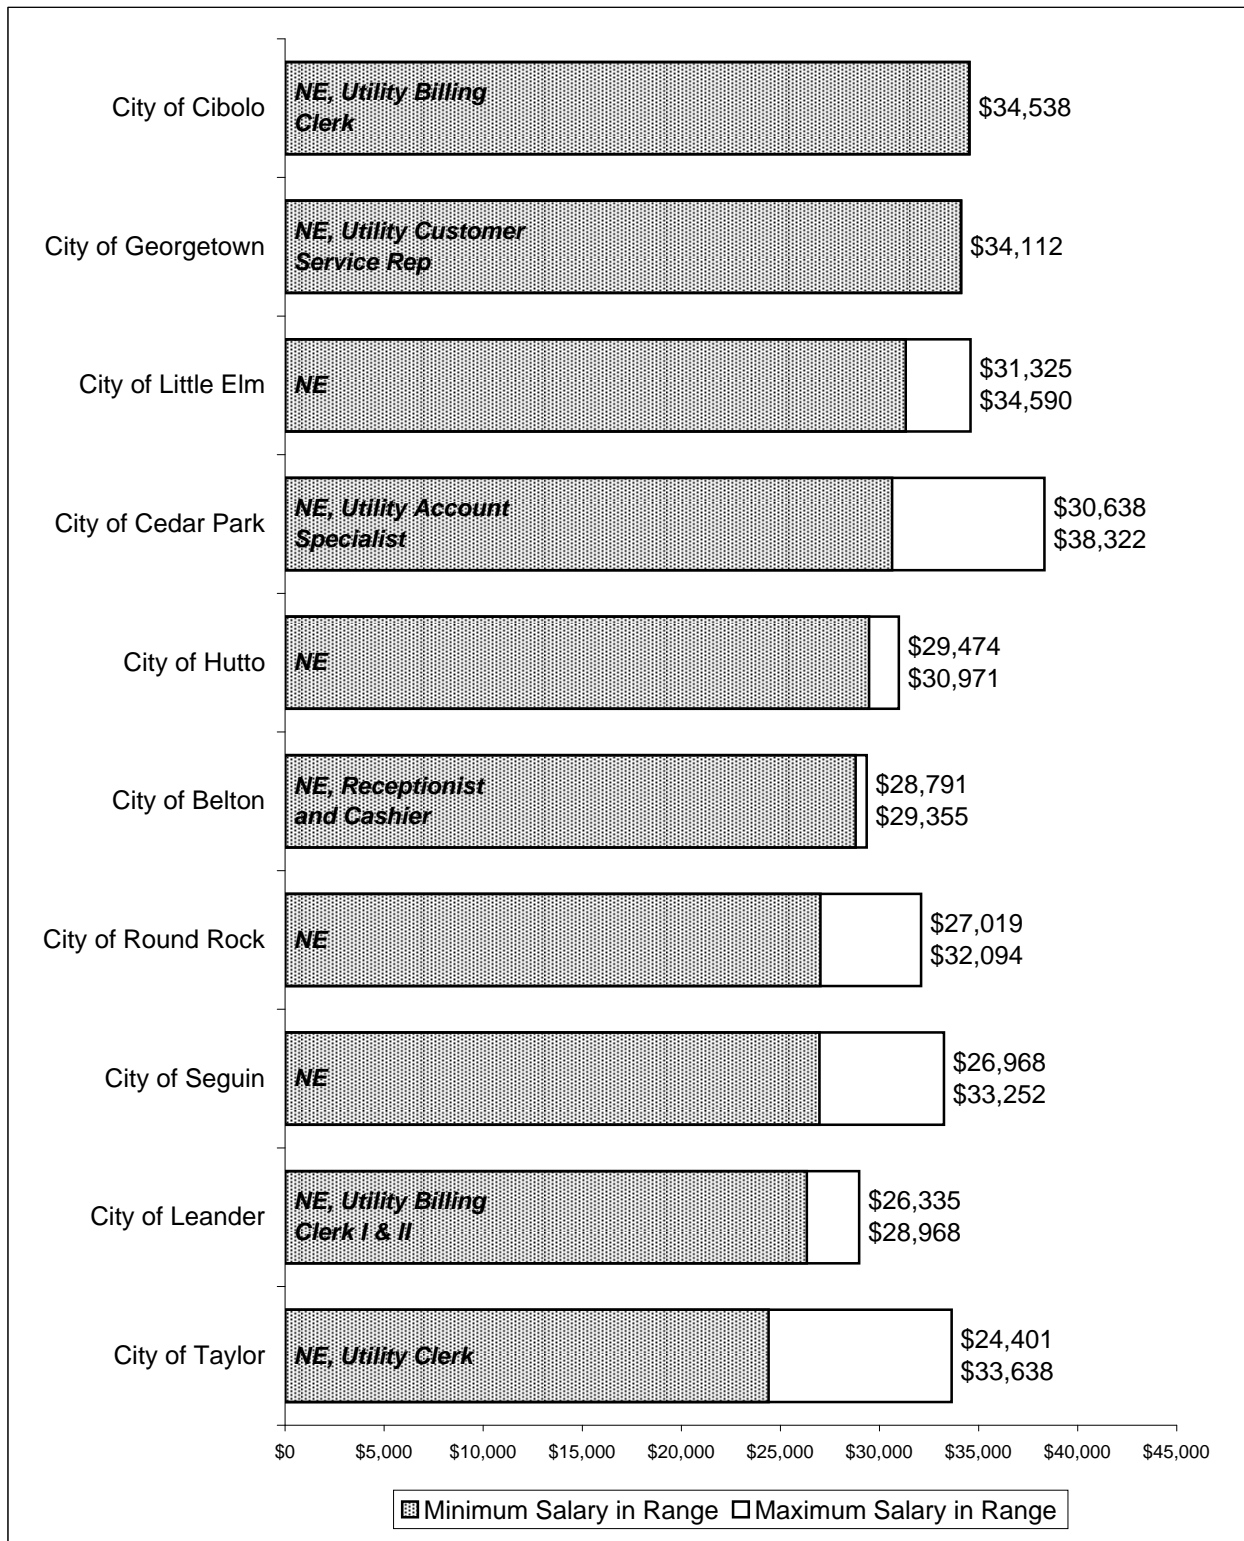 City of Cibolo
NE, Utility Billing
Clerk
$34,538
City of Georgetown
NE, Utility Customer
Service Rep
$34,112
City of Little Elm
NE
$31,325
$34,590
City of Cedar Park
NE, Utility Account
Specialist
$30,638
$38,322
City of Hutto
NE
$29,474
$30,971
City of Belton
NE, Receptionist
and Cashier
$28,791
$29,355
City of Round Rock
NE
$27,019
$32,094
City of Seguin
NE
$26,968
$33,252
City of Leander
NE, Utility Billing
Clerk I & II
$26,335
$28,968
City of Taylor
NE, Utility Clerk
$24,401
$33,638
$0 $5,000 $10,000 $15,000 $20,000 $25,000 $30,000 $35,000 $40,000 $45,000
Minimum Salary in Range Maximum Salary in Range